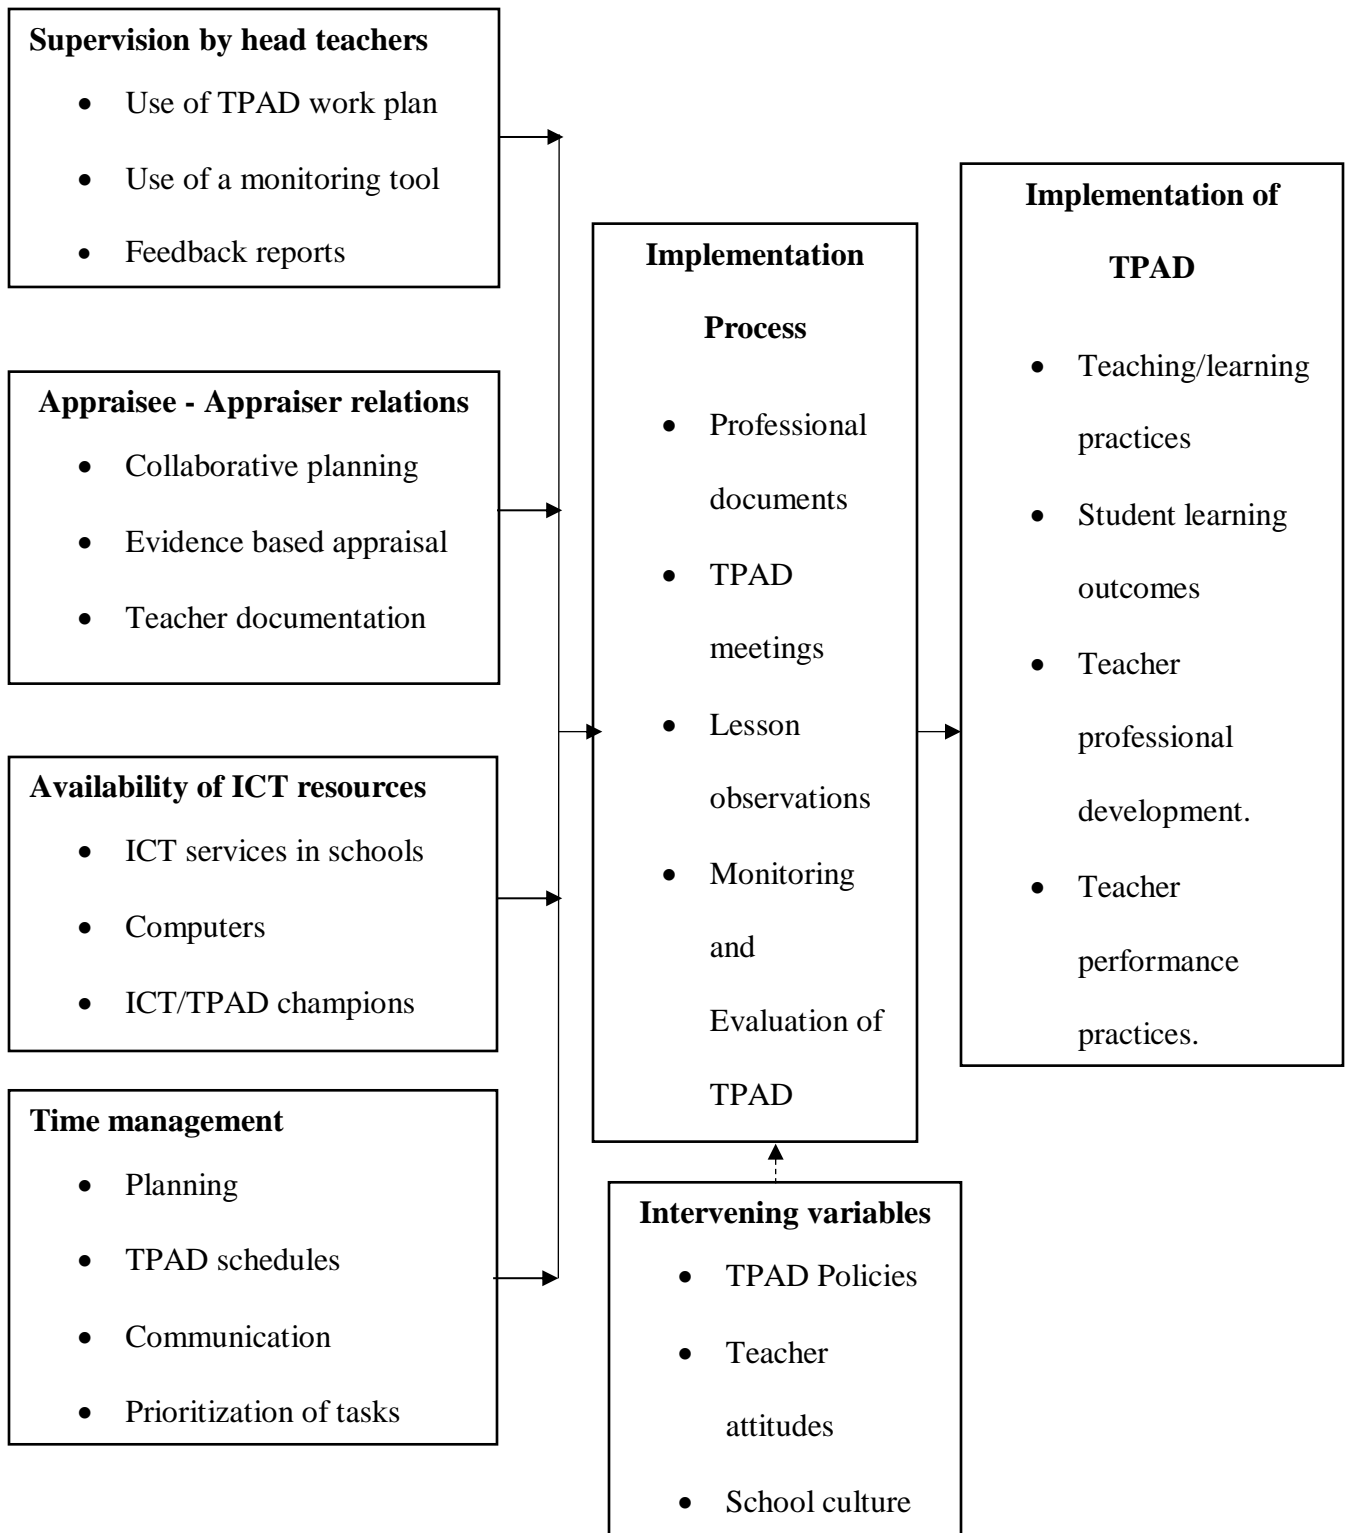 Supervision by head teachers
• Use of TPAD work plan
• Use of a monitoring tool
• Feedback reports
Appraisee - Appraiser relations
• Collaborative planning
• Evidence based appraisal
• Teacher documentation
Availability of ICT resources
• ICT services in schools
• Computers
• ICT/TPAD champions
Time management
• Planning
• TPAD schedules
• Communication
• Prioritization of tasks
Implementation
Process
• Professional
documents
• TPAD
meetings
• Lesson
observations
• Monitoring
and
Evaluation of
TPAD
Intervening variables
• TPAD Policies
• Teacher
attitudes
• School culture
Implementation of
TPAD
• Teaching/learning
practices
• Student learning
outcomes
• Teacher
professional
development.
• Teacher
performance
practices.